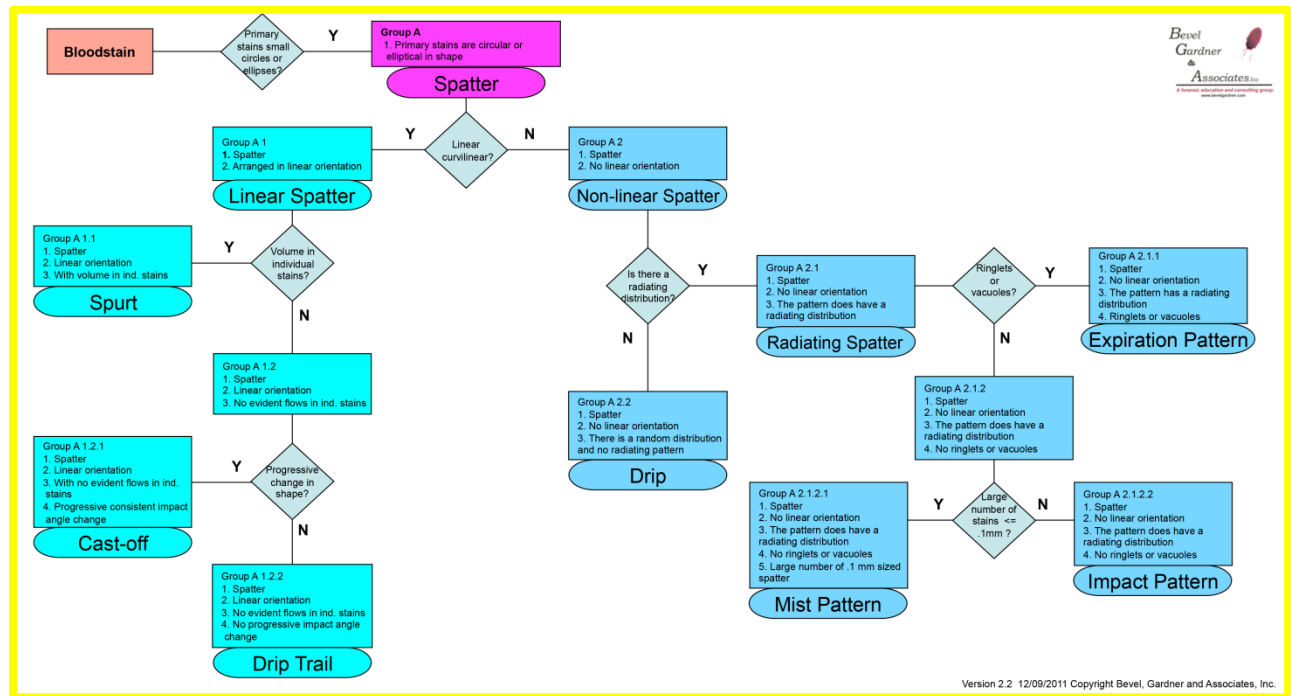 Bloodstain
Primary
stains small
circles or
ellipses?
Y
Group A
1. Primary stains are circular or
elliptical in shape
Spatter
Bevel
Gardner
&
Associates,Inc
A forensic education and consulting group.
www.bevelgardner.com
Group A 1
1. Spatter
2. Arranged in linear orientation
Linear Spatter
Y
Linear
curvilinear?
N
Group A 2
1. Spatter
2. No linear orientation
Non-linear Spatter
Group A 1.1
1. Spatter
2. Linear orientation
3. With volume in ind. stains
Spurt
Y
Volume in
individual
stains?
N
Is there a
radiating
distribution?
Y
N
Group A 2.1
1. Spatter
2. No linear orientation
3. The pattern does have a
radiating distribution
Radiating Spatter
Ringlets
or
vacuoles?
Y
N
Group A 2.1.1
1. Spatter
2. No linear orientation
3. The pattern has a radiating
distribution
4. Ringlets or vacuoles
Expiration Pattern
Group A 1.2
1. Spatter
2. Linear orientation
3. No evident flows in ind. stains
Group A 2.2
1. Spatter
2. No linear orientation
3. There is a random distribution
and no radiating pattern
Drip
Group A 2.1.2
1. Spatter
2. No linear orientation
3. The pattern does have a
radiating distribution
4. No ringlets or vacuoles
Group A 1.2.1
1. Spatter
2. Linear orientation
3. With no evident flows in ind.
stains
4. Progressive consistent impact
angle change
Cast-off
Y
Progressive
change in
shape?
N
Group A 2.1.2.1
1. Spatter
2. No linear orientation
3. The pattern does have a
radiating distribution
4. No ringlets or vacuoles
5. Large number of .1 mm sized
spatter
Mist Pattern
Y
Large
number of
stains <=
.1mm ?
N
Group A 2.1.2.2
1. Spatter
2. No linear orientation
3. The pattern does have a
radiating distribution
4. No ringlets or vacuoles
Impact Pattern
Group A 1.2.2
1. Spatter
2. Linear orientation
3. No evident flows in ind. stains
4. No progressive impact angle
change
Drip Trail
Version 2.2 12/09/2011 Copyright Bevel, Gardner and Associates, Inc.